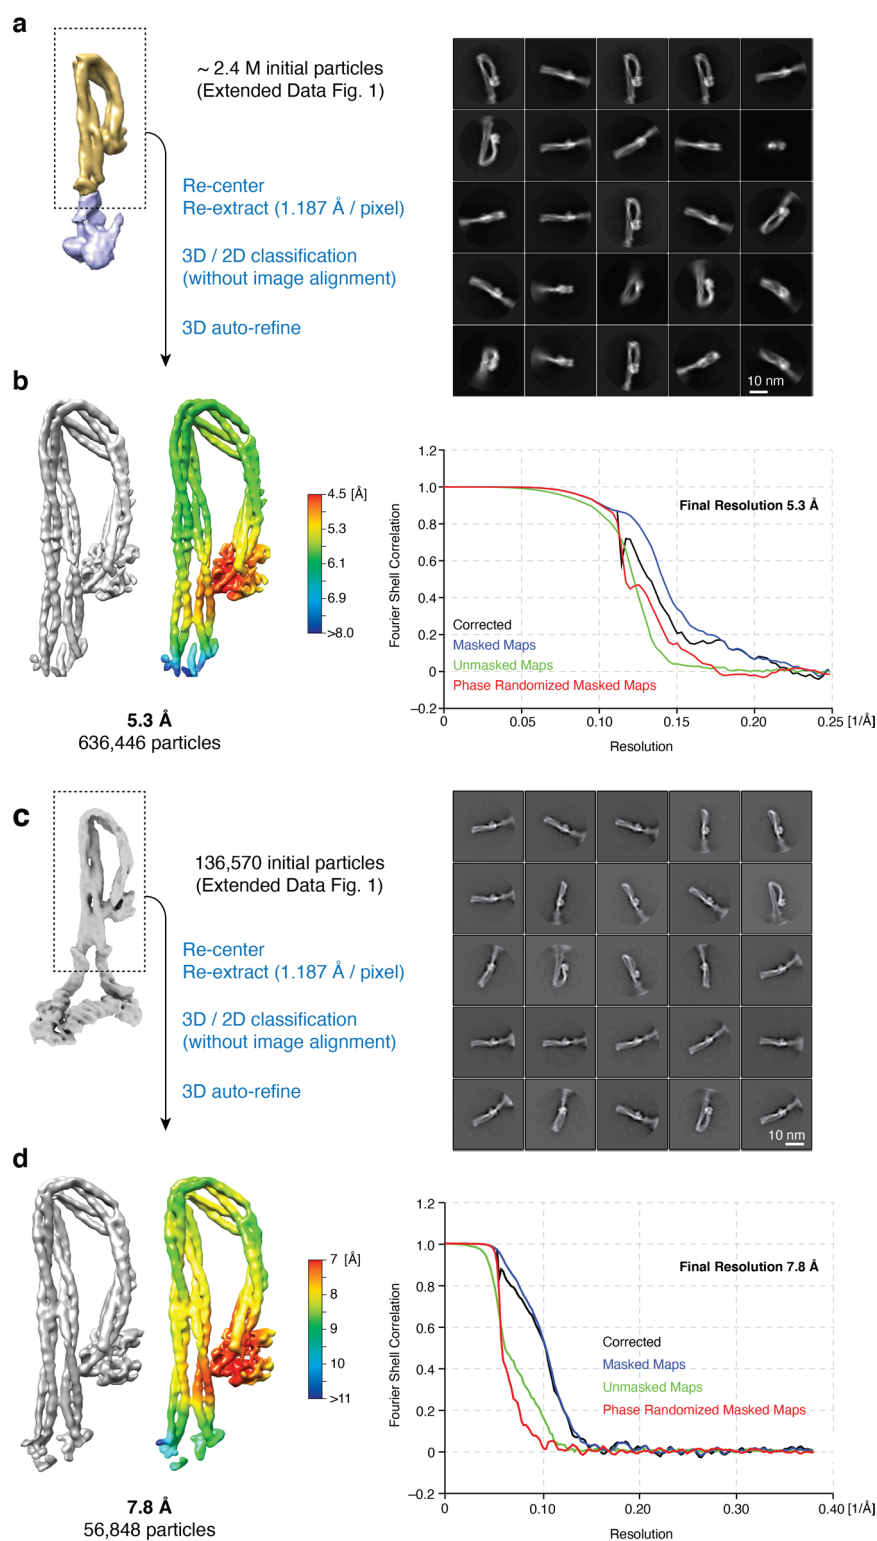 a
~ 2.4 M initial particles
(Extended Data Fig. 1)
Re-center
Re-extract (1.187 Å / pixel)
3D / 2D classification
(without image alignment)
3D auto-refine
10 nm
b
4.5 [Å]
5.3
6.1
6.9
>8.0
5.3 Å
636,446 particles
1.2
1.0
0.8
0.6
0.4
0.2
0
–0.2
Fourier Shell Correlation
Final Resolution 5.3 Å
Corrected
Masked Maps
Unmasked Maps
Phase Randomized Masked Maps
0 0.05 0.10 0.15 0.20 0.25 [1/Å]
Resolution
c
136,570 initial particles
(Extended Data Fig. 1)
Re-center
Re-extract (1.187 Å / pixel)
3D / 2D classification
(without image alignment)
3D auto-refine
10 nm
d
7 [Å]
8
9
10
>11
7.8 Å
56,848 particles
1.2
1.0
0.8
0.6
0.4
0.2
0
–0.2
Fourier Shell Correlation
Final Resolution 7.8 Å
Corrected
Masked Maps
Unmasked Maps
Phase Randomized Masked Maps
0 0.10 0.20 0.30 0.40 [1/Å]
Resolution